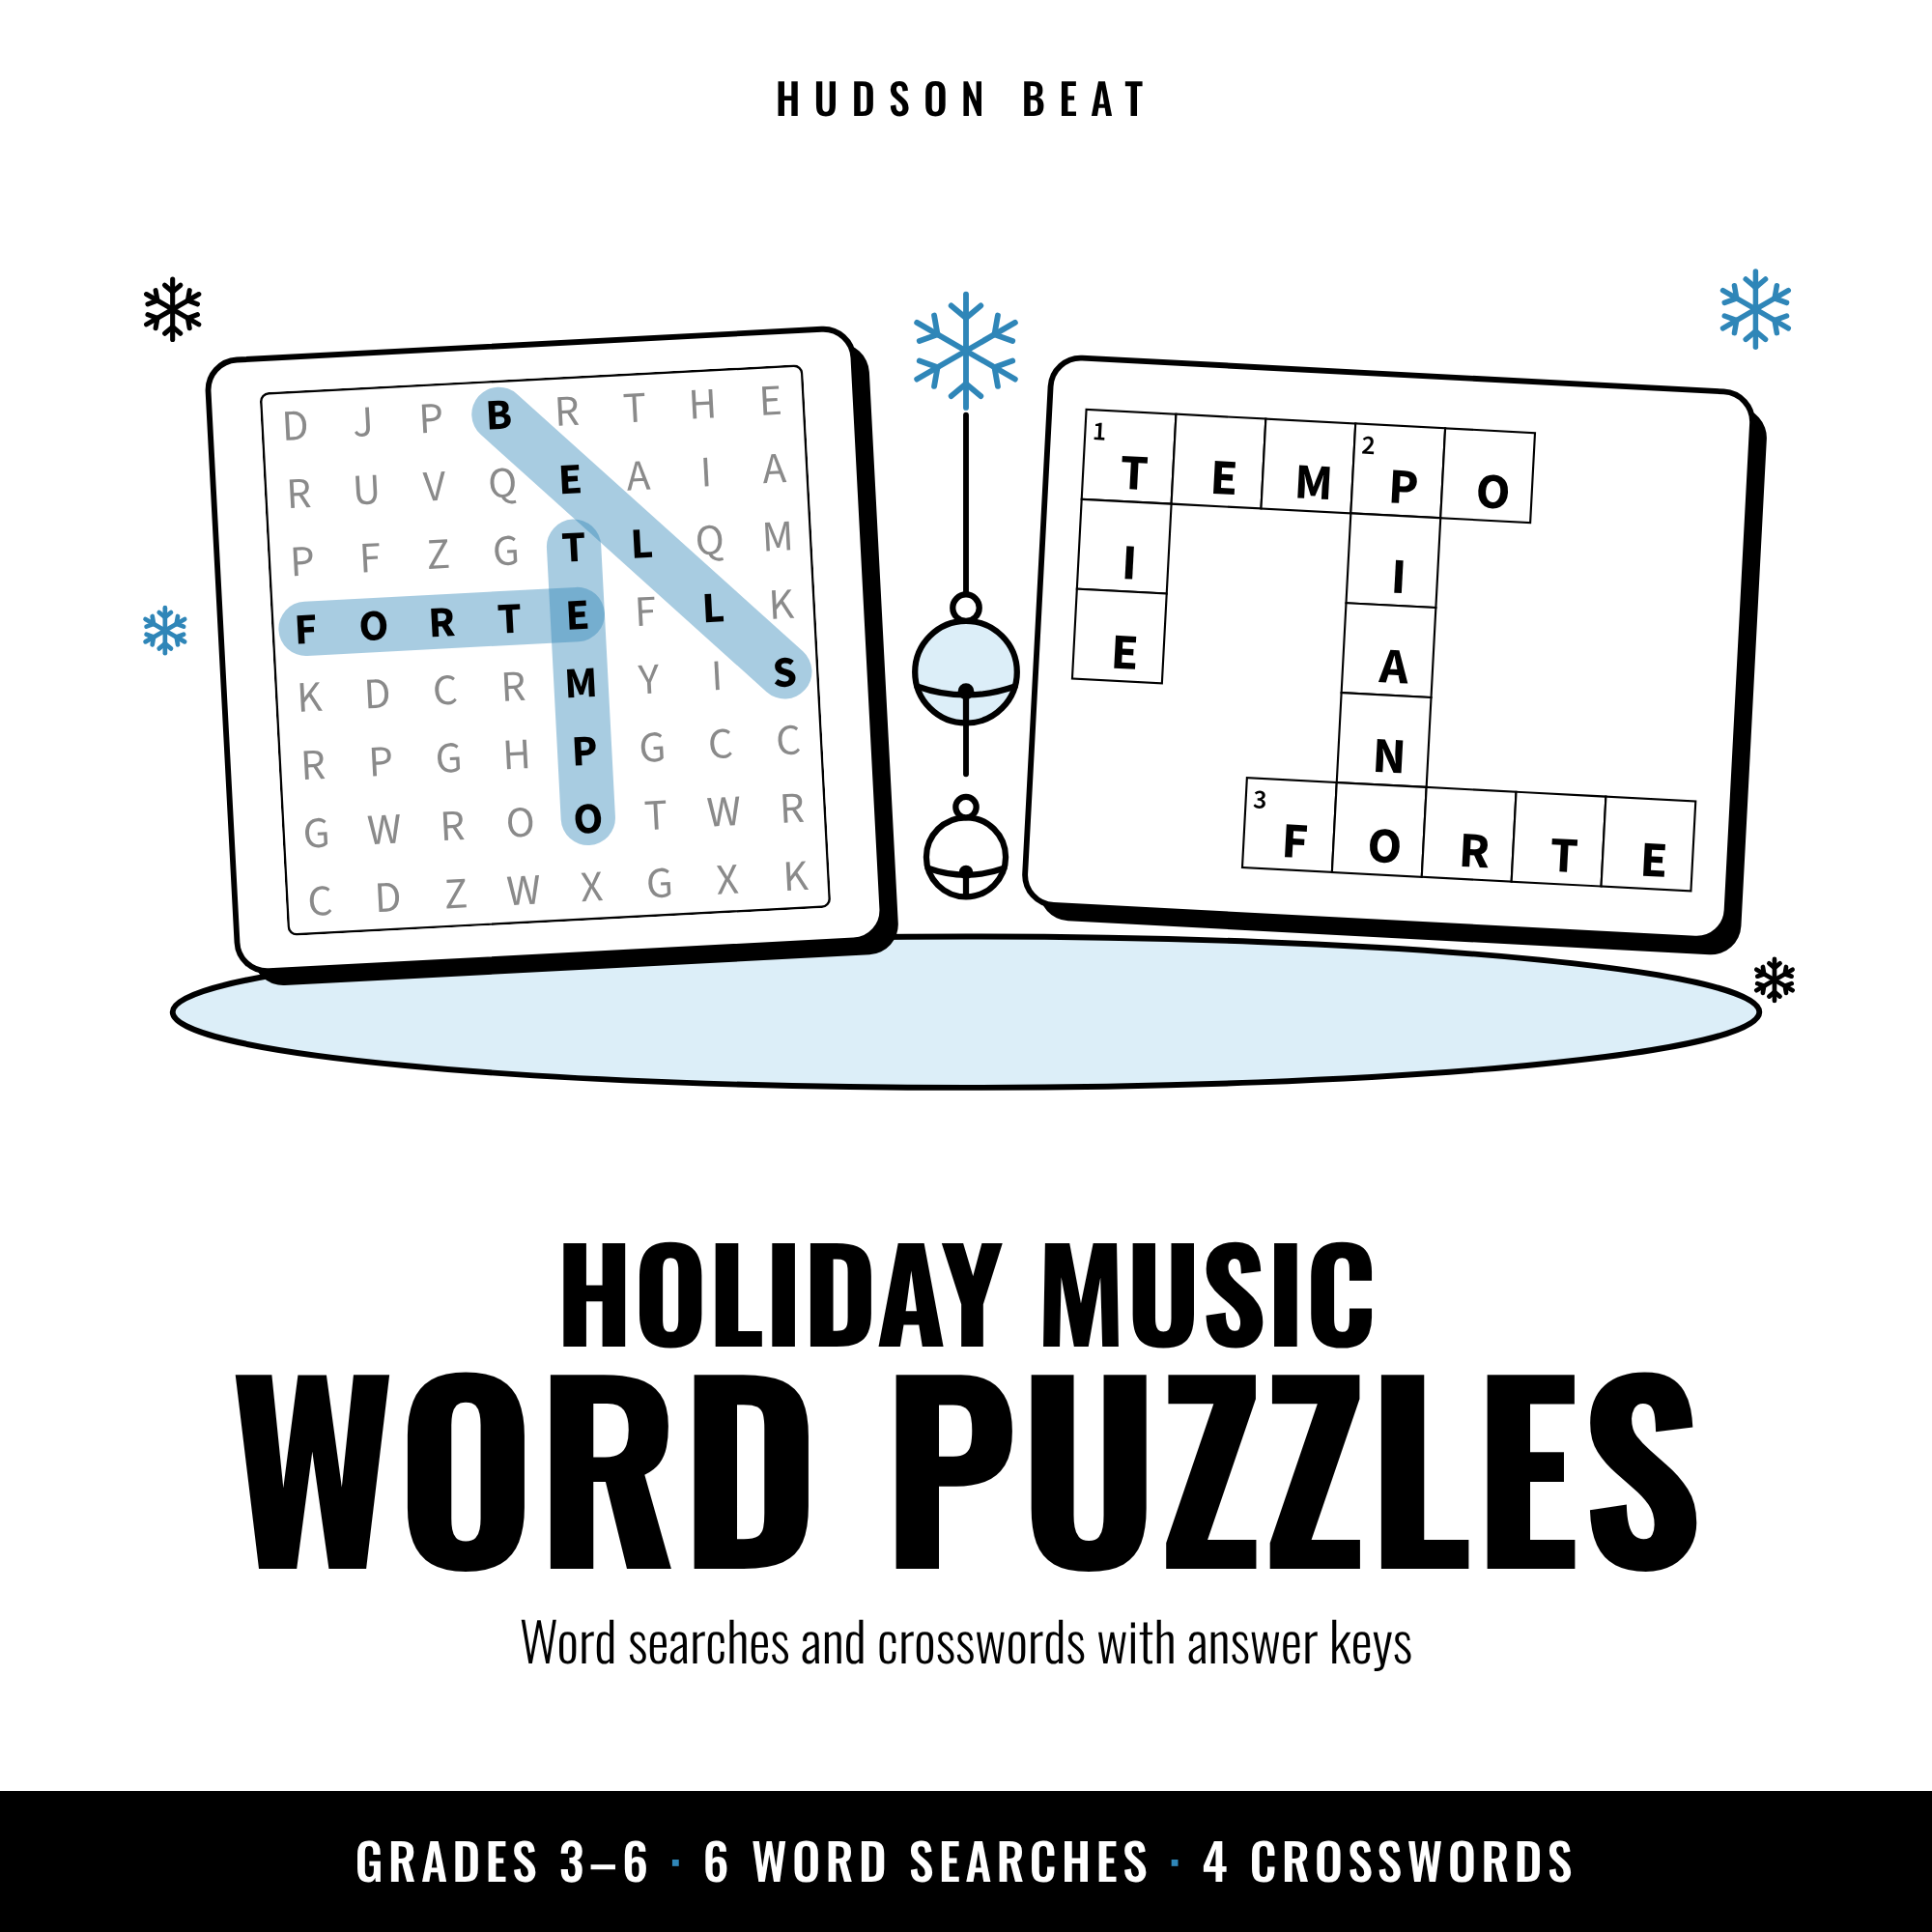 HUDSON BEAT
D J P B R T H E
R U V Q E A I A
P F Z G T L Q M
F O R T E F L K
K D C R M Y I S
R P G H P G C C
G W R O O T W R
C D Z W X G X K
1 T E M 2 P O
I I
E A
N
3 F O R T E
HOLIDAY MUSIC
WORD PUZZLES
Word searches and crosswords with answer keys
GRADES 3–6 · 6 WORD SEARCHES · 4 CROSSWORDS